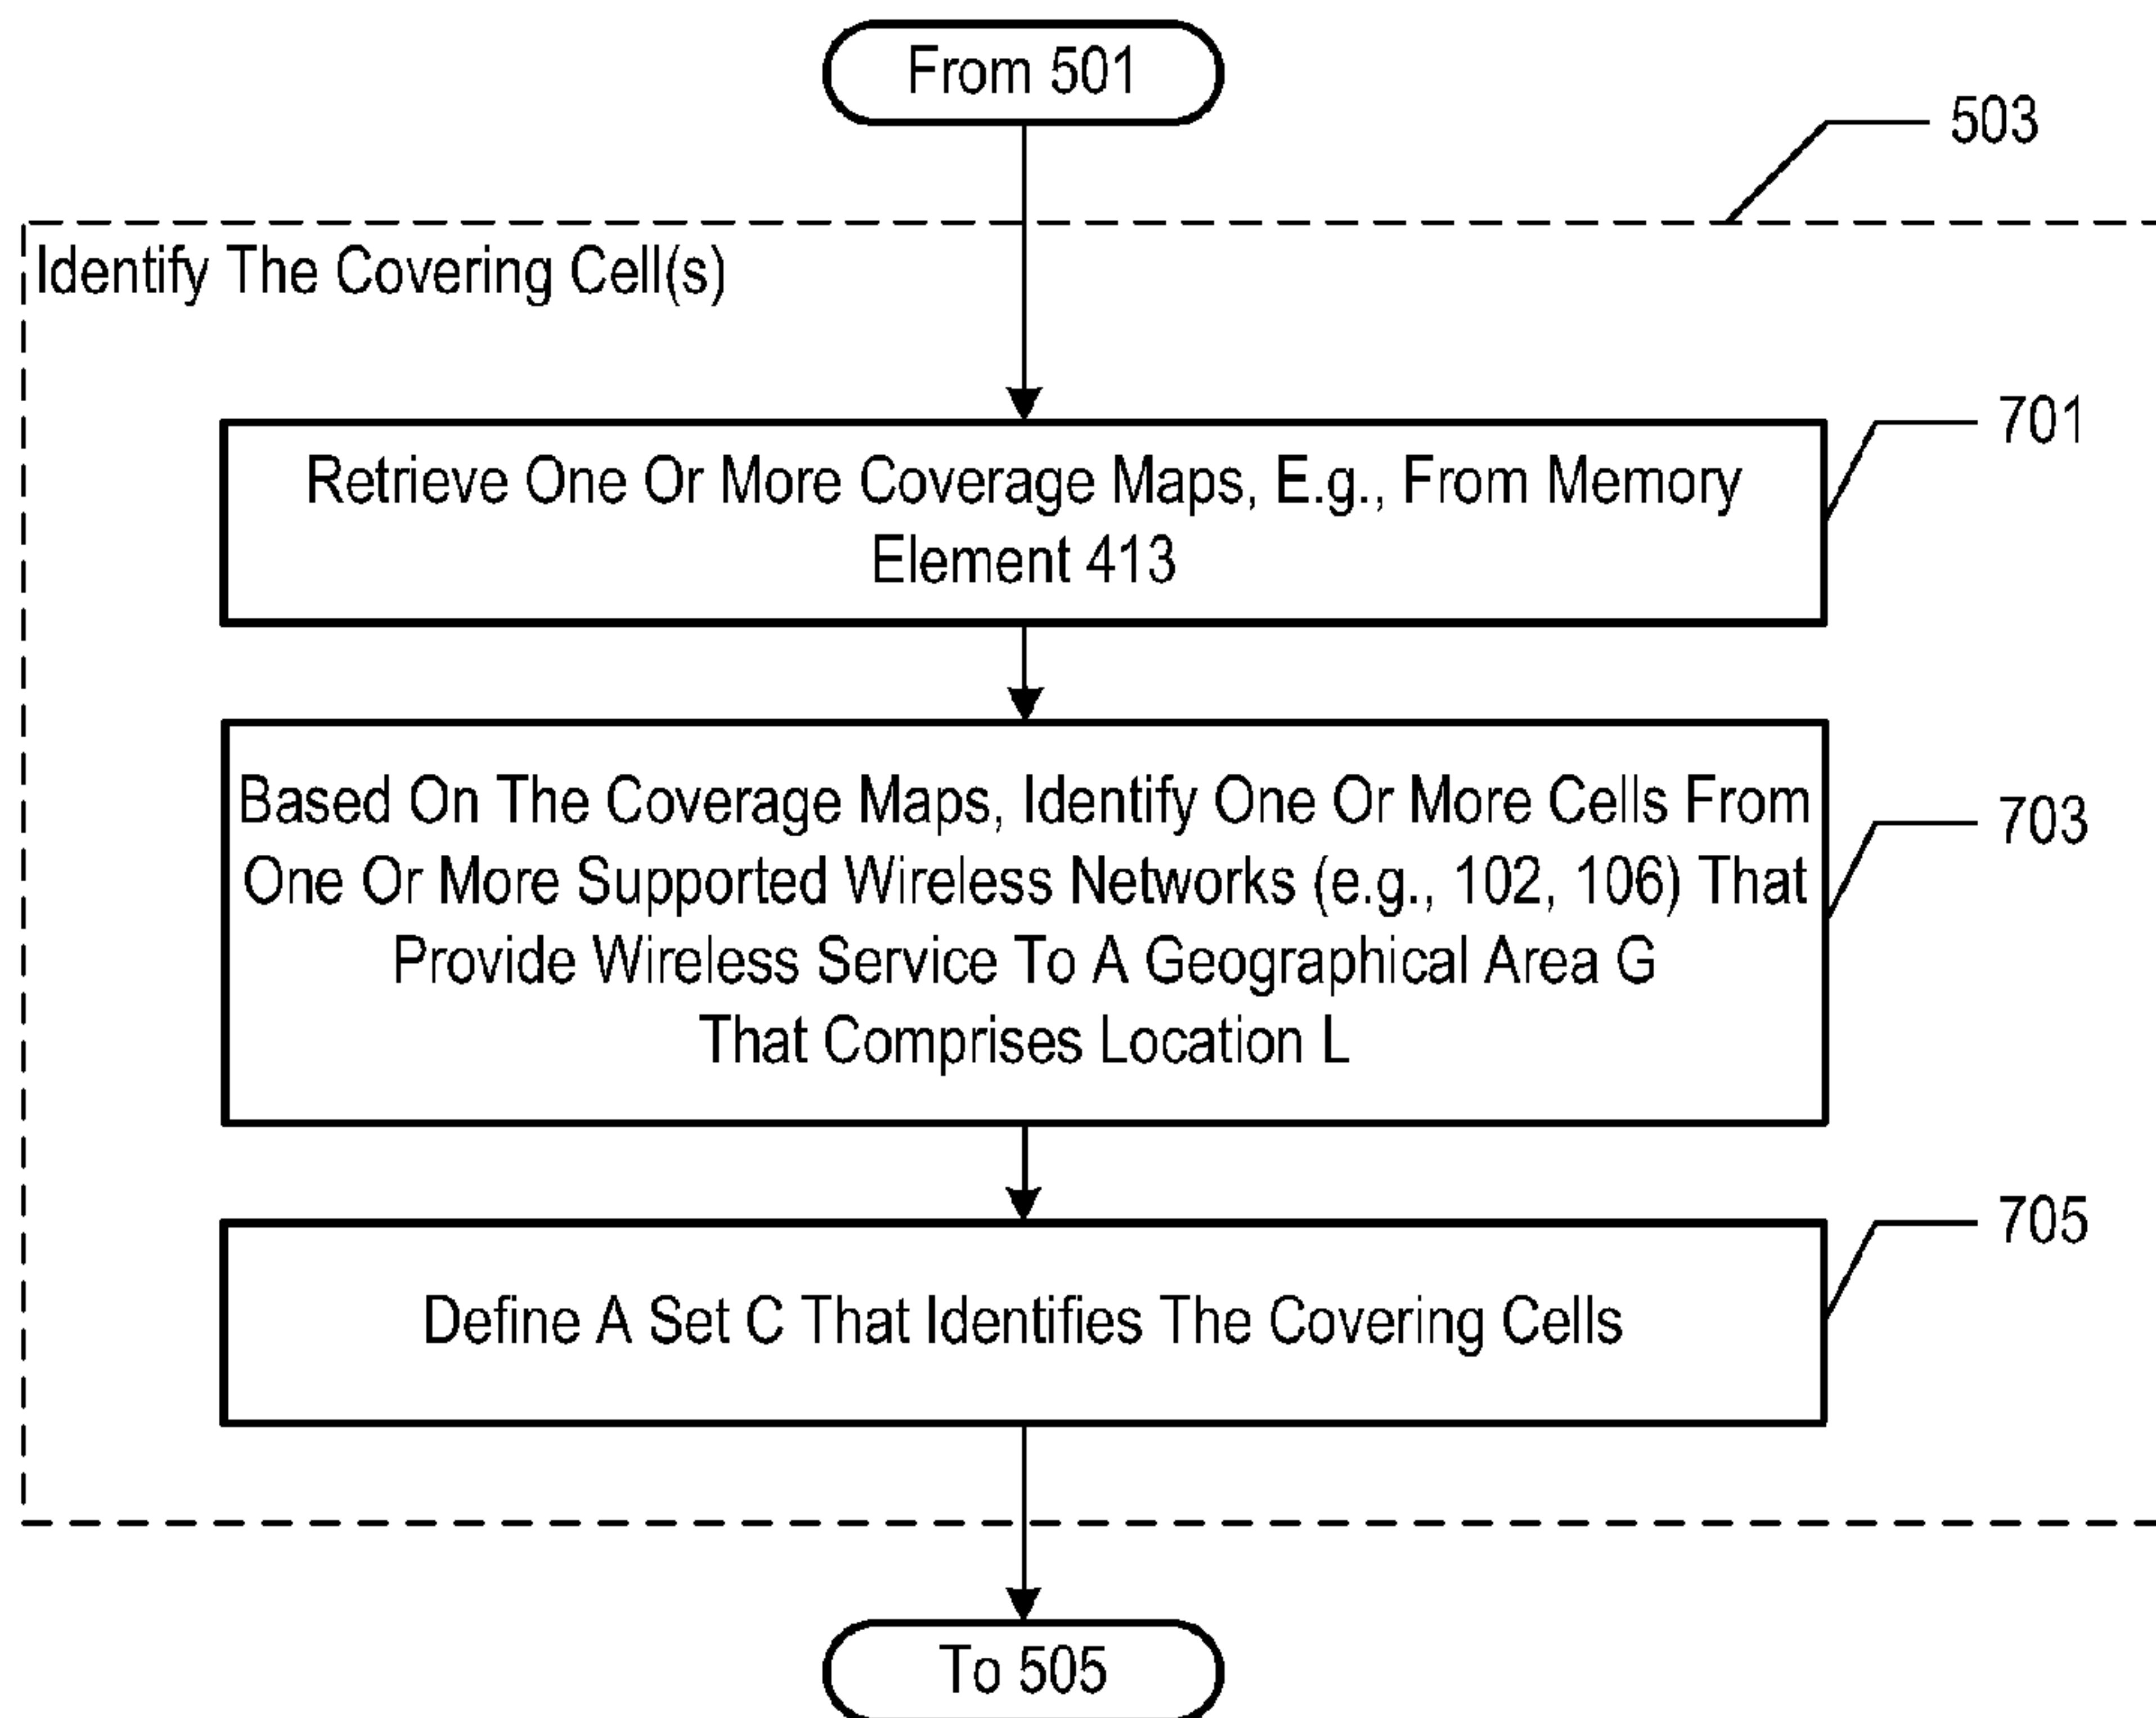 From 501
503
Identify The Covering Cell(s)
701
Retrieve One Or More Coverage Maps, E.g., From Memory
Element 413
Based On The Coverage Maps, Identify One Or More Cells From
One Or More Supported Wireless Networks (e.g., 102, 106) That
Provide Wireless Service To A Geographical Area G
That Comprises Location L
703
705
Define A Set C That Identifies The Covering Cells
To 505